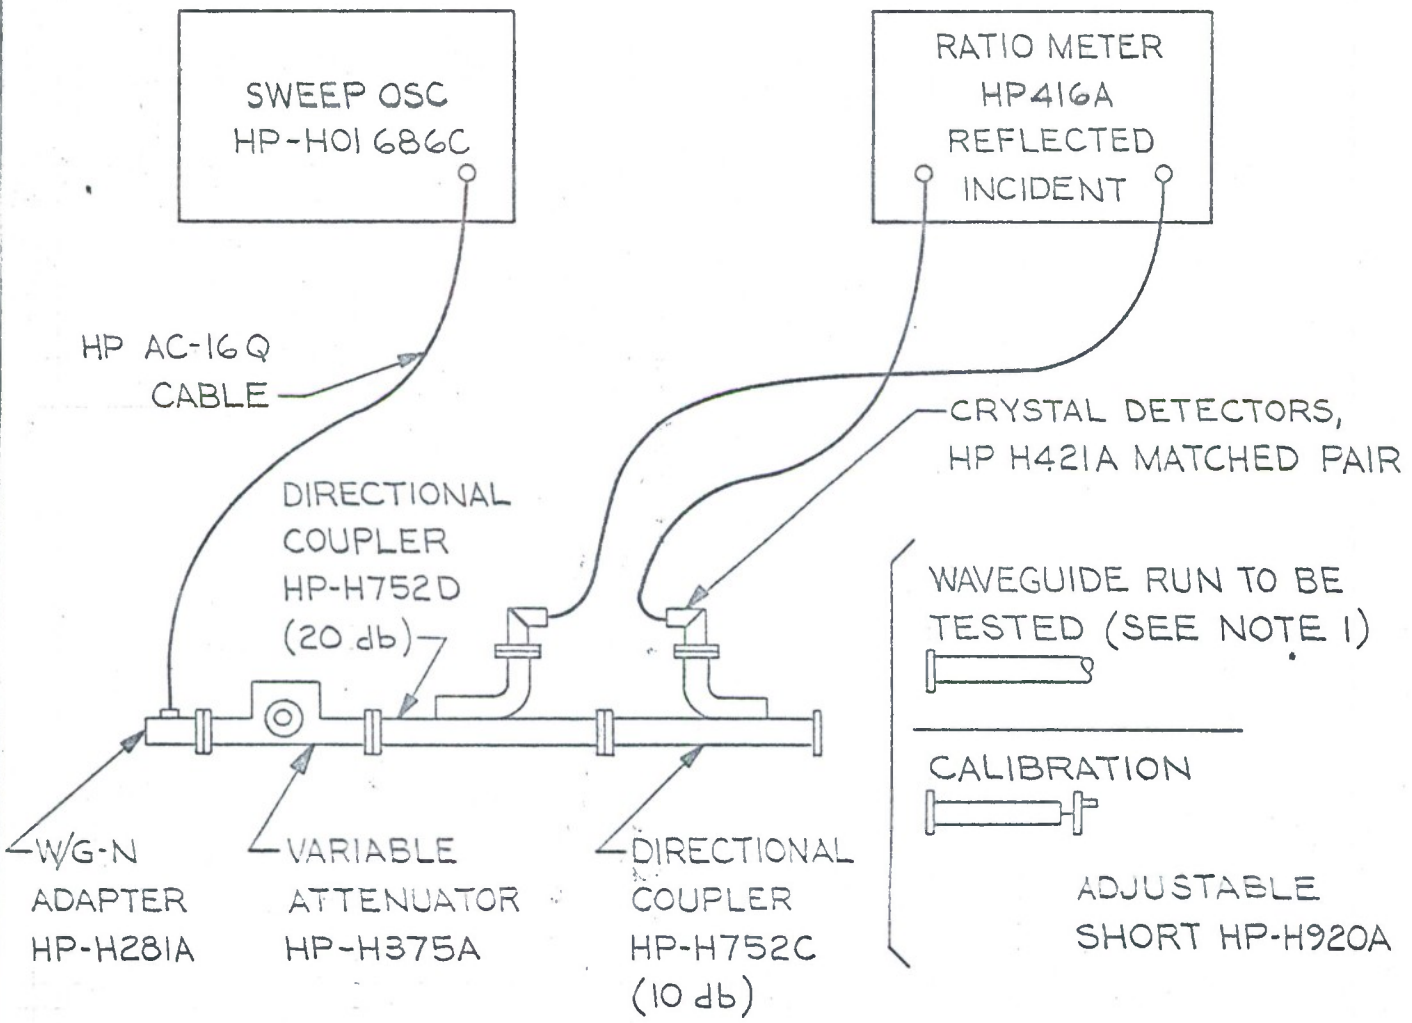 SWEEP OSC
HP-H01 686C
RATIO METER
HP416A
REFLECTED
INCIDENT
HP AC-16Q
CABLE
CRYSTAL DETECTORS,
HP H421A MATCHED PAIR
DIRECTIONAL
COUPLER
HP-H752D
(20 db)
WAVEGUIDE RUN TO BE
TESTED (SEE NOTE 1)
CALIBRATION
ADJUSTABLE
SHORT HP-H920A
W/G-N
ADAPTER
HP-H281A
VARIABLE
ATTENUATOR
HP-H375A
DIRECTIONAL
COUPLER
HP-H752C
(10 db)